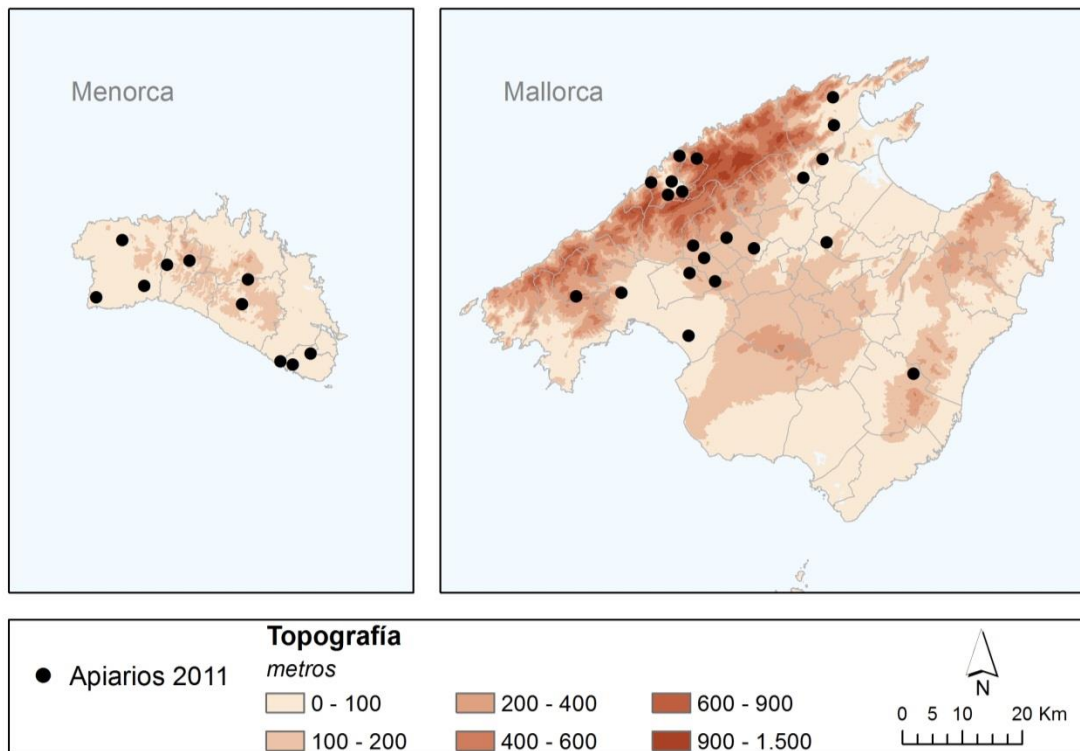 Menorca
Mallorca
Apiarios 2011
Topografía
metros
0 - 100
200 - 400
600 - 900
100 - 200
400 - 600
900 - 1.500
N
0 5 10 20 Km